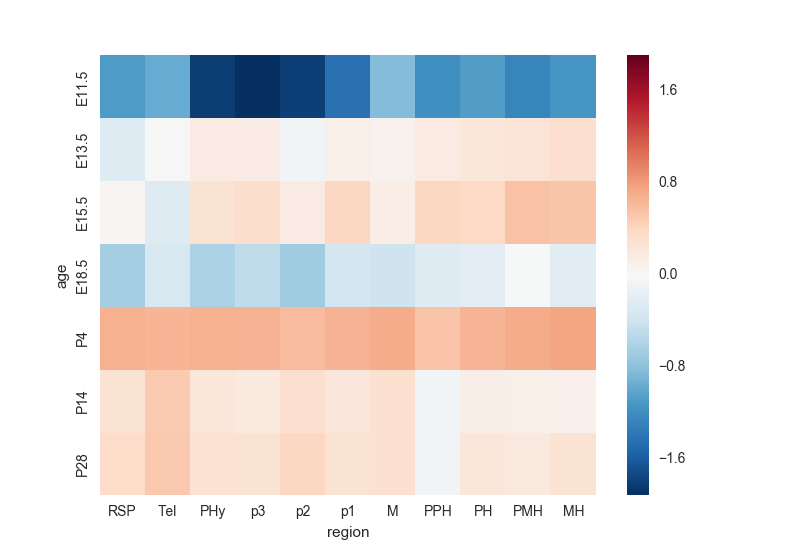 E11.5
E13.5
E15.5
E18.5
P4
P14
P28
age
RSP Tel PHy p3 p2 p1 M PPH PH PMH MH
region
1.6
0.8
0.0
−0.8
−1.6